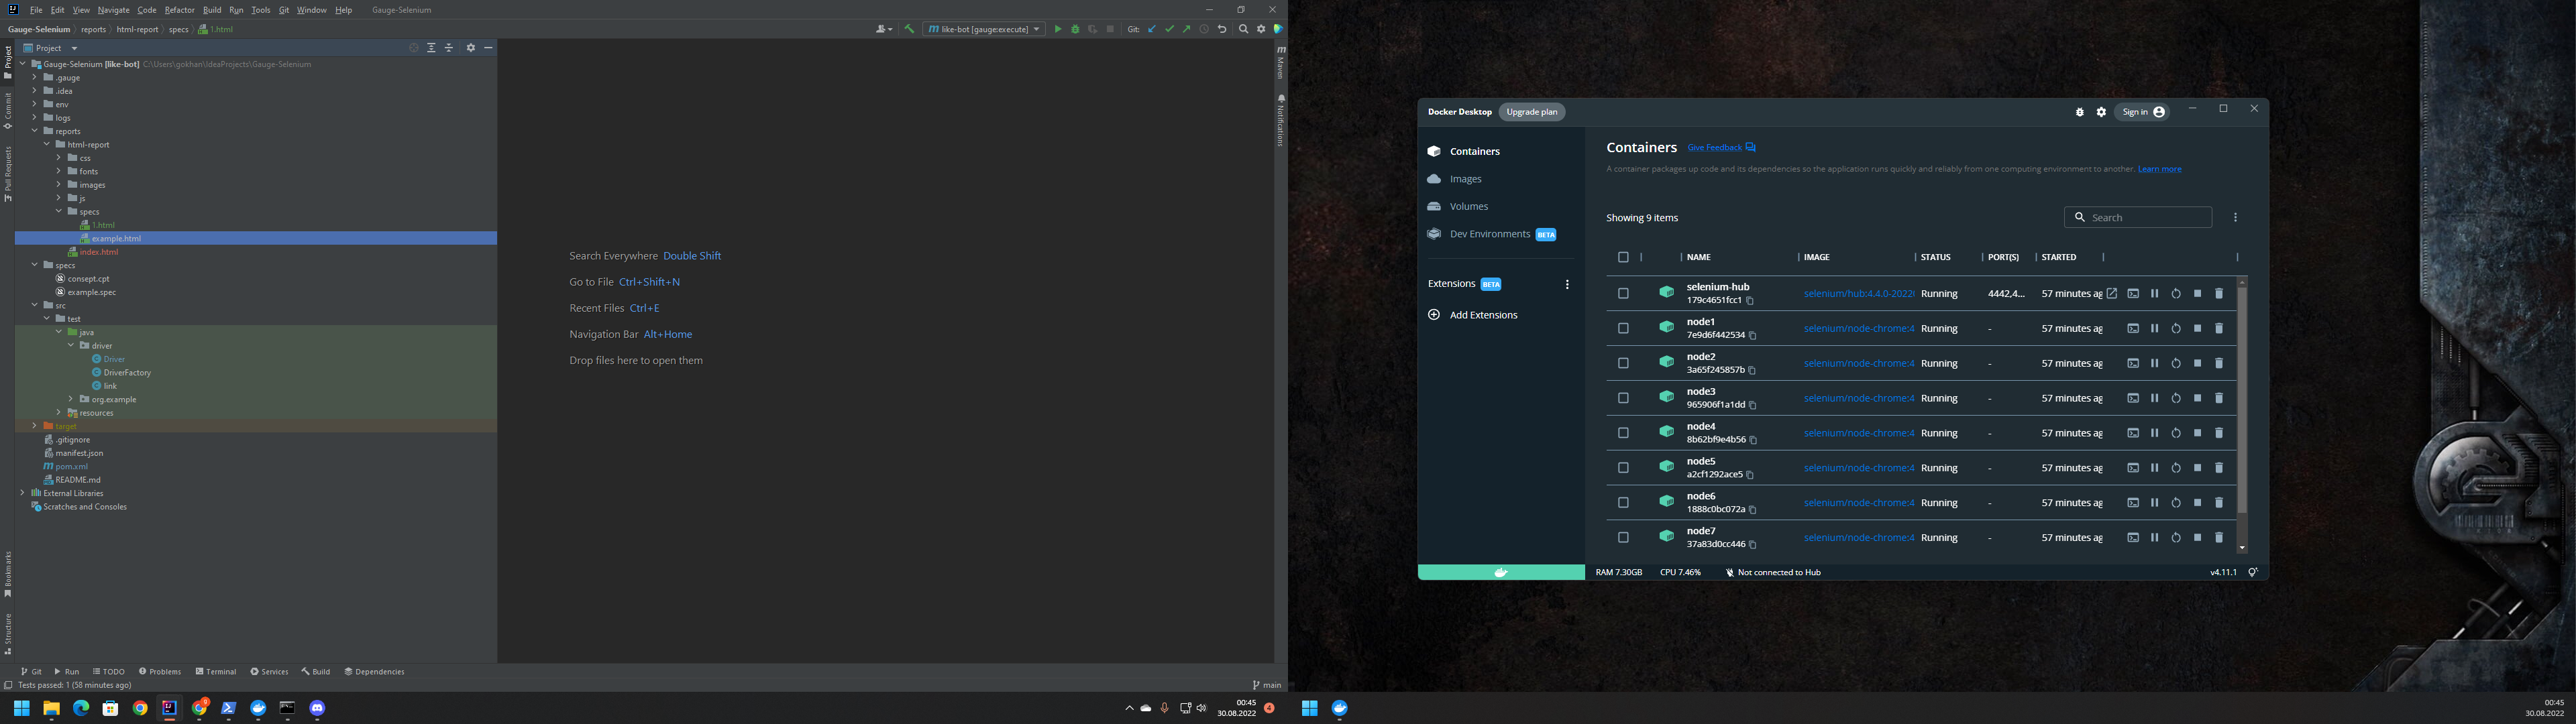 File Edit View Navigate Code Refactor Build Run Tools Git Window Help Gauge-Selenium
Gauge-Selenium reports html-report specs 1.html
like-bot [gauge:execute] Git:
Project
Project
Commit
Pull Requests
Bookmarks
Structure
Gauge-Selenium [like-bot] C:\Users\gokhan\IdeaProjects\Gauge-Selenium
.gauge
.idea
env
logs
reports
html-report
css
fonts
images
js
specs
1.html
example.html
index.html
specs
consept.cpt
example.spec
src
test
java
driver
Driver
DriverFactory
link
org.example
resources
target
.gitignore
manifest.json
pom.xml
README.md
External Libraries
Scratches and Consoles
Search Everywhere Double Shift
Go to File Ctrl+Shift+N
Recent Files Ctrl+E
Navigation Bar Alt+Home
Drop files here to open them
Maven
Notifications
Git Run TODO Problems Terminal Services Build Dependencies
Tests passed: 1 (58 minutes ago)
main
00:45
30.08.2022
4
Docker Desktop Upgrade plan
Sign in
Containers
Images
Volumes
Dev Environments BETA
Extensions BETA
Add Extensions
Containers Give Feedback
A container packages up code and its dependencies so the application runs quickly and reliably from one computing environment to another. Learn more
Showing 9 items
Search
NAME IMAGE STATUS PORT(S) STARTED
selenium-hub
179c4651fcc1
selenium/hub:4.4.0-2022 Running 4442,4... 57 minutes ag
node1
7e9d6f442534
selenium/node-chrome:4 Running - 57 minutes ag
node2
3a65f245857b
selenium/node-chrome:4 Running - 57 minutes ag
node3
965906f1a1dd
selenium/node-chrome:4 Running - 57 minutes ag
node4
8b62bf9e4b56
selenium/node-chrome:4 Running - 57 minutes ag
node5
a2cf1292ace5
selenium/node-chrome:4 Running - 57 minutes ag
node6
1888c0bc072a
selenium/node-chrome:4 Running - 57 minutes ag
node7
37a83d0cc446
selenium/node-chrome:4 Running - 57 minutes ag
RAM 7.30GB CPU 7.46% Not connected to Hub
v4.11.1
00:45
30.08.2022